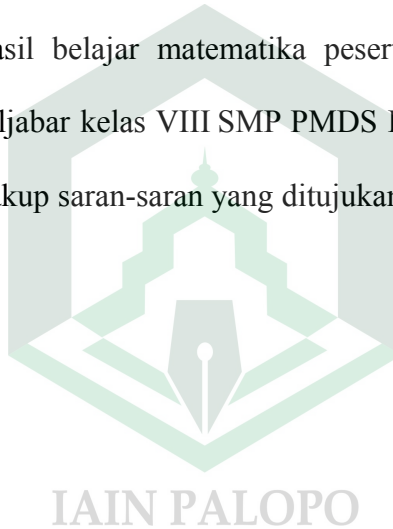 asil belajar matematika peser
ljabar kelas VIII SMP PMDS
kup saran-saran yang ditujukan
IAIN PALOPO